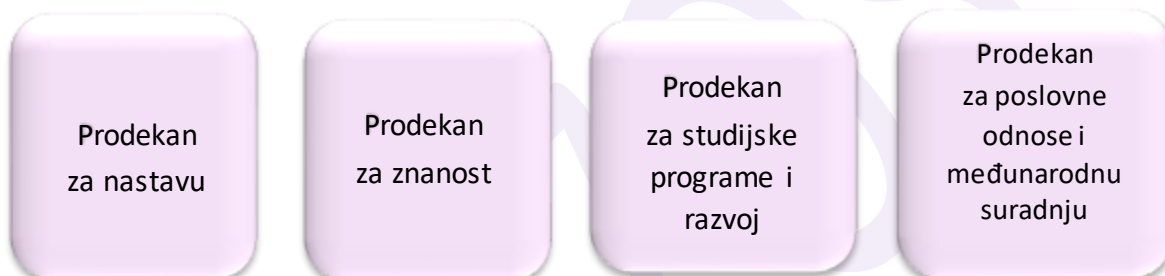 Prodekan
za nastavu
Prodekan
za znanost
Prodekan
za studijske
programe i
razvoj
Prodekan
za poslovne
odnose i
međunarodnu
suradnju